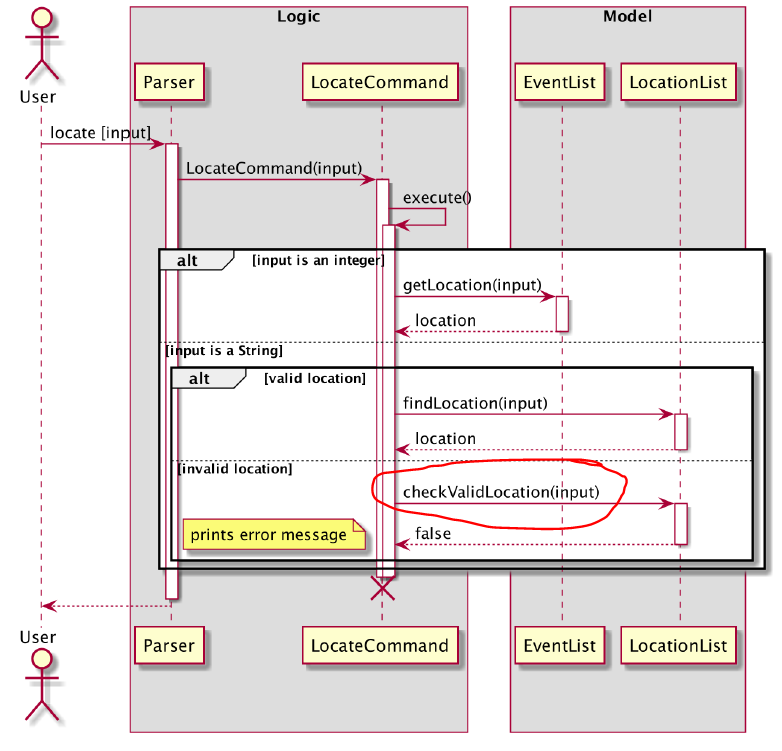 Logic
Model
Parser
LocateCommand
EventList
LocationList
User
locate [input]
LocateCommand(input)
execute()
alt
[input is an integer]
getLocation(input)
location
[input is a String]
alt
[valid location]
findLocation(input)
location
[invalid location]
checkValidLocation(input)
prints error message
false
User
Parser
LocateCommand
EventList
LocationList